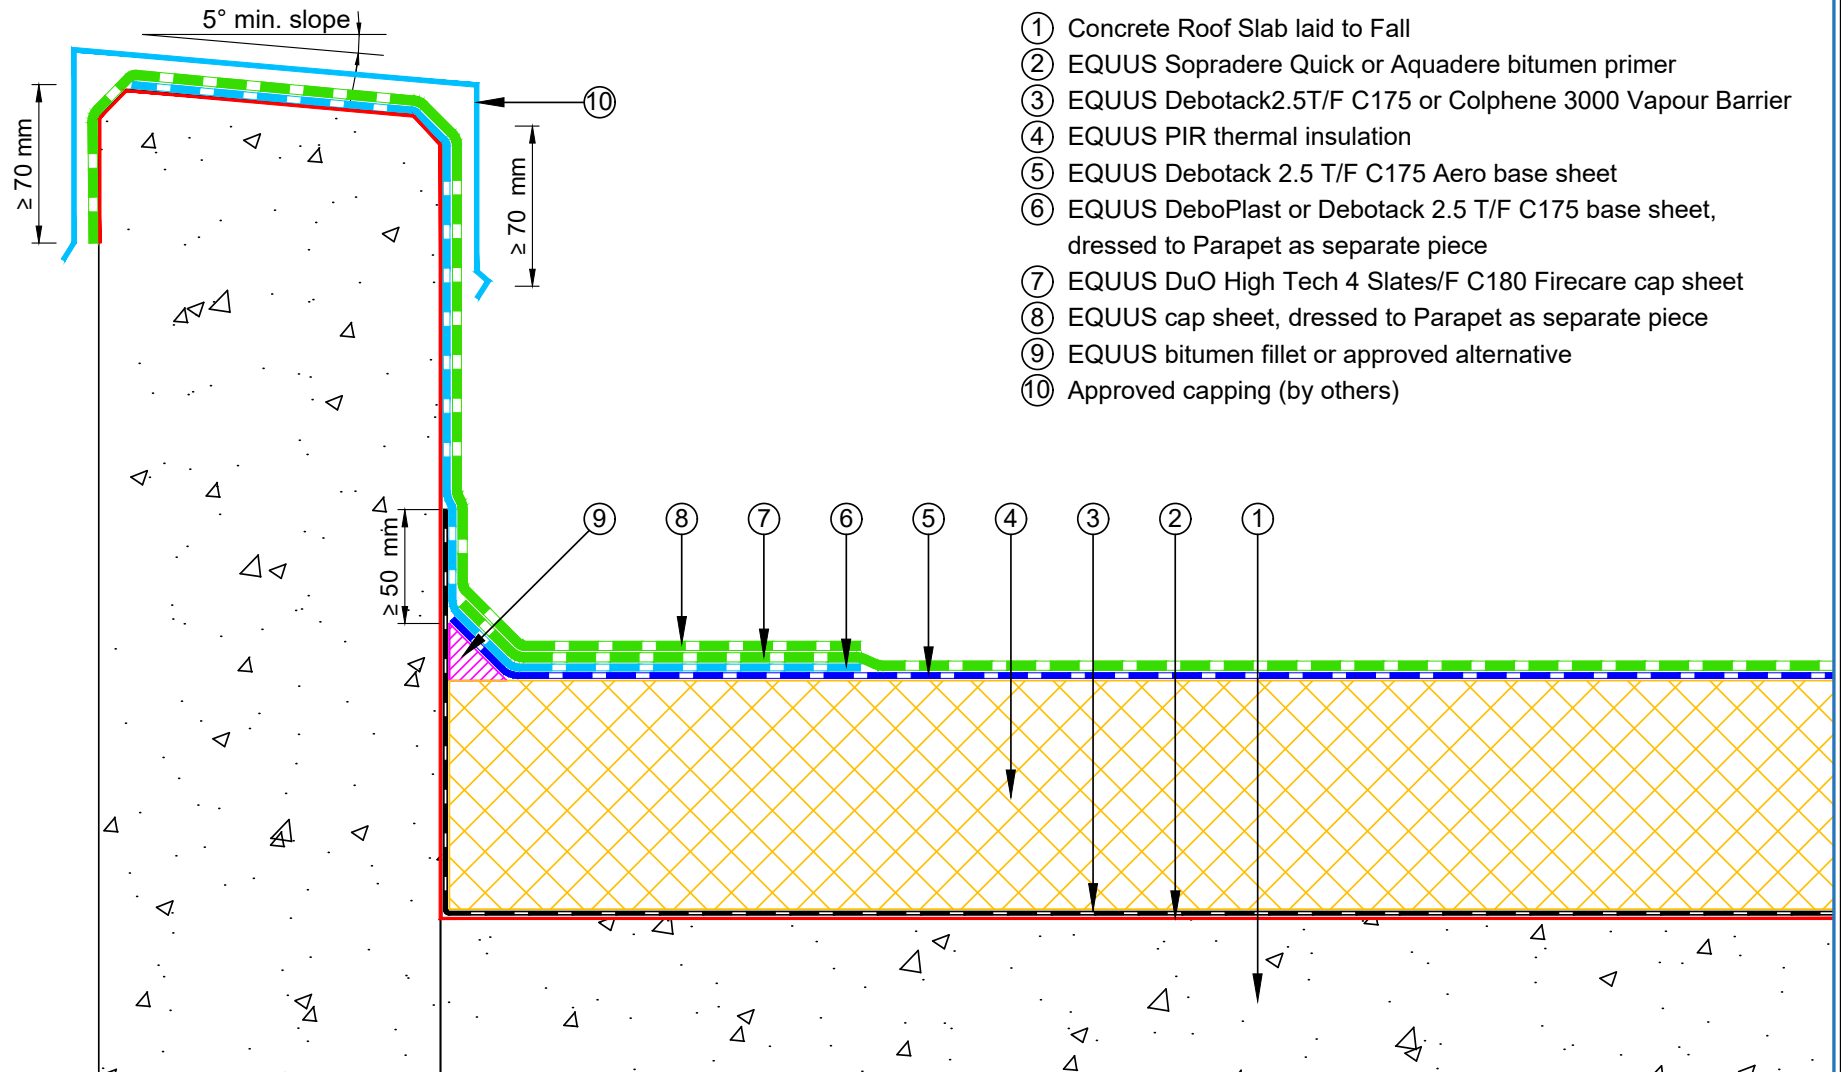 5° min. slope
① Concrete Roof Slab laid to Fall
② EQUUS Sopradere Quick or Aquadere bitumen primer
③ EQUUS Debotack2.5T/F C175 or Colphene 3000 Vapour Barrier
④ EQUUS PIR thermal insulation
⑤ EQUUS Debotack 2.5 T/F C175 Aero base sheet
⑥ EQUUS DeboPlast or Debotack 2.5 T/F C175 base sheet,
dressed to Parapet as separate piece
⑦ EQUUS DuO High Tech 4 Slates/F C180 Firecare cap sheet
⑧ EQUUS cap sheet, dressed to Parapet as separate piece
⑨ EQUUS bitumen fillet or approved alternative
⑩ Approved capping (by others)
⑩
≥ 70 mm
≥ 70 mm
≥ 50 mm
⑨ ⑧ ⑦ ⑥ ⑤ ④ ③ ② ①